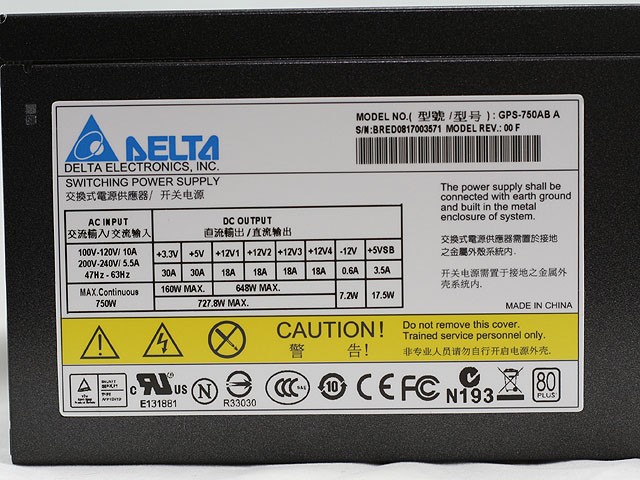 DELTA
DELTA ELECTRONICS, INC.
MODEL NO.( 型號 /型号 ) : GPS-750AB A
S/N:BRED0817003571 MODEL REV.: 00 F
SWITCHING POWER SUPPLY
交換式電源供應器/ 开关电源
The power supply shall be
connected with earth ground
and built in the metal
enclosure of system.
交換式電源供應器需置於接地
之金屬外殼系統內.
开关电源需置于接地之金属外
壳系统内.
MADE IN CHINA
AC INPUT
交流輸入/交流输入
DC OUTPUT
直流輸出/直流输出
100V-120V/ 10A
200V-240V/ 5.5A
47Hz - 63Hz
+3.3V +5V +12V1 +12V2 +12V3 +12V4 -12V +5VSB
30A 30A 18A 18A 18A 18A 0.6A 3.5A
MAX.Continuous
750W
160W MAX. 648W MAX. 7.2W 17.5W
727.8W MAX.
CAUTION!
警 告!
Do not remove this cover.
Trained service personnel only.
非专业人员请勿自行开启电源外壳.
c RU US
E131881
N
R33030
CCC S&E
10
CE FC N193
80
PLUS